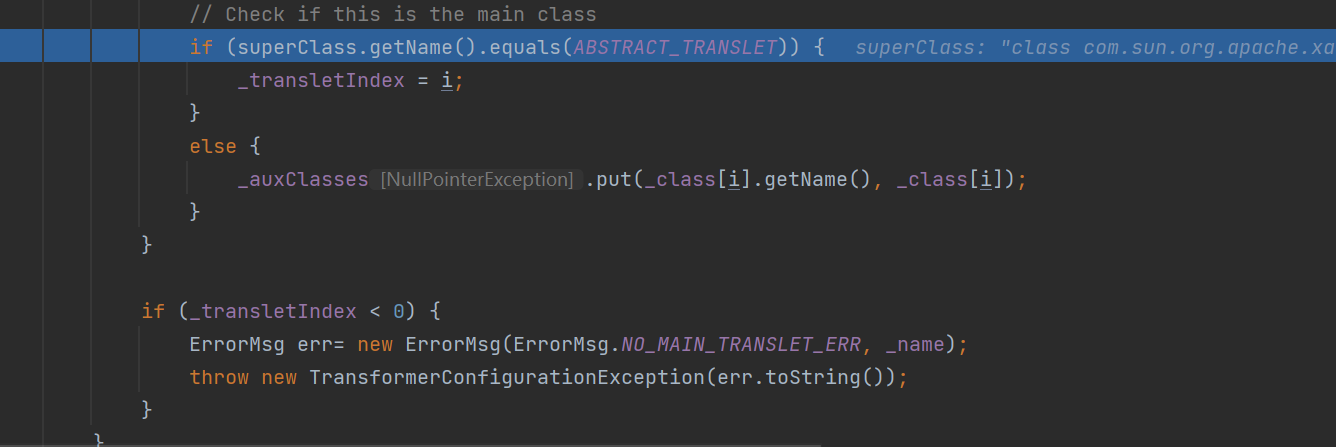 // Check if this is the main class
if (superClass.getName().equals(ABSTRACT_TRANSLET)) { superClass: "class com.sun.org.apache.xa
_transletIndex = i;
}
else {
_auxClasses [NullPointerException] .put(_class[i].getName(), _class[i]);
}
}
if (_transletIndex < 0) {
ErrorMsg err= new ErrorMsg(ErrorMsg.NO_MAIN_TRANSLET_ERR, _name);
throw new TransformerConfigurationException(err.toString());
}
}